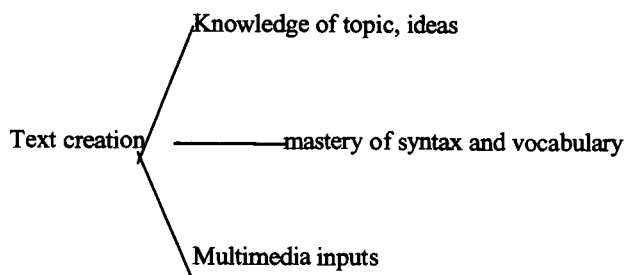 Knowledge of topic, ideas
Text creation
mastery of syntax and vocabulary
Multimedia inputs